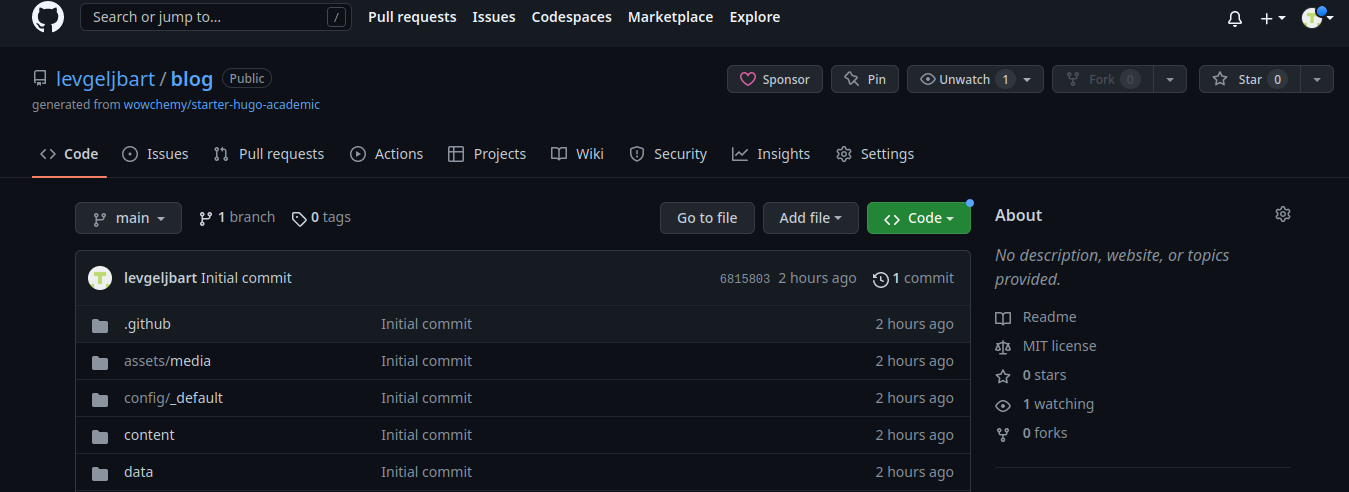 Search or jump to... / Pull requests Issues Codespaces Marketplace Explore
levgeljbart / blog Public Sponsor Pin Unwatch 1 Fork 0 Star 0
generated from wowchemy/starter-hugo-academic
Code Issues Pull requests Actions Projects Wiki Security Insights Settings
main 1 branch 0 tags Go to file Add file Code
levgeljbart Initial commit 6815803 2 hours ago 1 commit
.github Initial commit 2 hours ago
assets/media Initial commit 2 hours ago
config/_default Initial commit 2 hours ago
content Initial commit 2 hours ago
data Initial commit 2 hours ago
About
No description, website, or topics
provided.
Readme
MIT license
0 stars
1 watching
0 forks